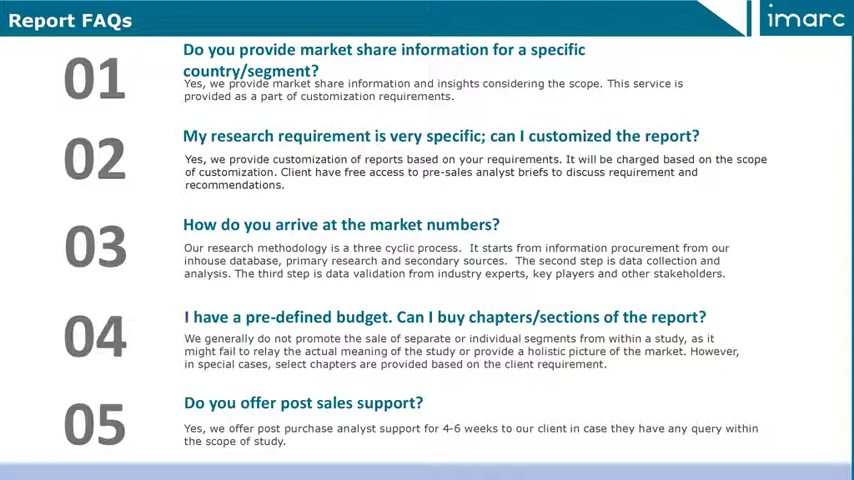 Report FAQs
imarc
01
Do you provide market share information for a specific
country/segment?
Yes, we provide market share information and insights considering the scope. This service is
provided as a part of customization requirements.
02
My research requirement is very specific; can I customized the report?
Yes, we provide customization of reports based on your requirements. It will be charged based on the scope
of customization. Client have free access to pre-sales analyst briefs to discuss requirement and
recommendations.
03
How do you arrive at the market numbers?
Our research methodology is a three cyclic process. It starts from information procurement from our
inhouse database, primary research and secondary sources. The second step is data collection and
analysis. The third step is data validation from industry experts, key players and other stakeholders.
04
I have a pre-defined budget. Can I buy chapters/sections of the report?
We generally do not promote the sale of separate or individual segments from within a study, as it
might fail to relay the actual meaning of the study or provide a holistic picture of the market. However,
in special cases, select chapters are provided based on the client requirement.
05
Do you offer post sales support?
Yes, we offer post purchase analyst support for 4-6 weeks to our client in case they have any query within
the scope of study.